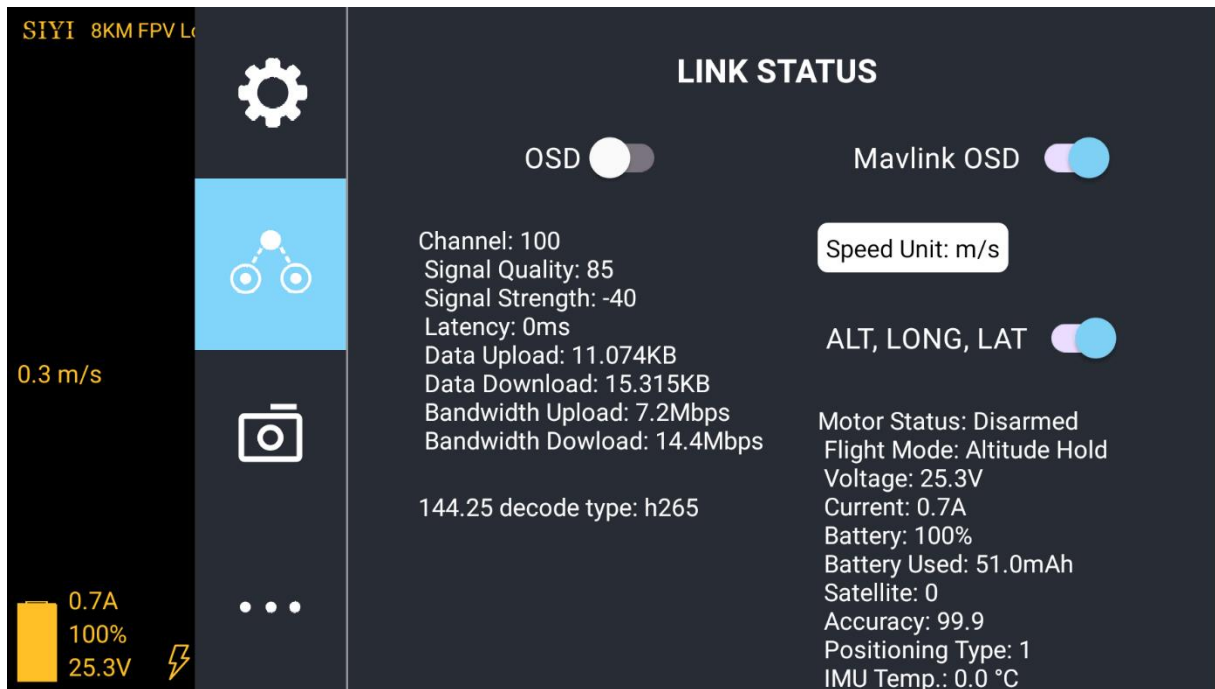 SIYI 8KM FPV Lo
LINK STATUS
OSD
Mavlink OSD
Channel: 100
Signal Quality: 85
Signal Strength: -40
Latency: 0ms
Data Upload: 11.074KB
Data Download: 15.315KB
Bandwidth Upload: 7.2Mbps
Bandwidth Dowload: 14.4Mbps
144.25 decode type: h265
Speed Unit: m/s
ALT, LONG, LAT
Motor Status: Disarmed
Flight Mode: Altitude Hold
Voltage: 25.3V
Current: 0.7A
Battery: 100%
Battery Used: 51.0mAh
Satellite: 0
Accuracy: 99.9
Positioning Type: 1
IMU Temp.: 0.0 °C
0.3 m/s
0.7A
100%
25.3V